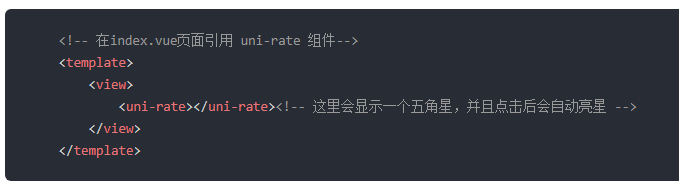 <!-- 在index.vue页面引用 uni-rate 组件-->
<template>
<view>
<uni-rate></uni-rate><!-- 这里会显示一个五角星，并且点击后会自动亮星 -->
</view>
</template>